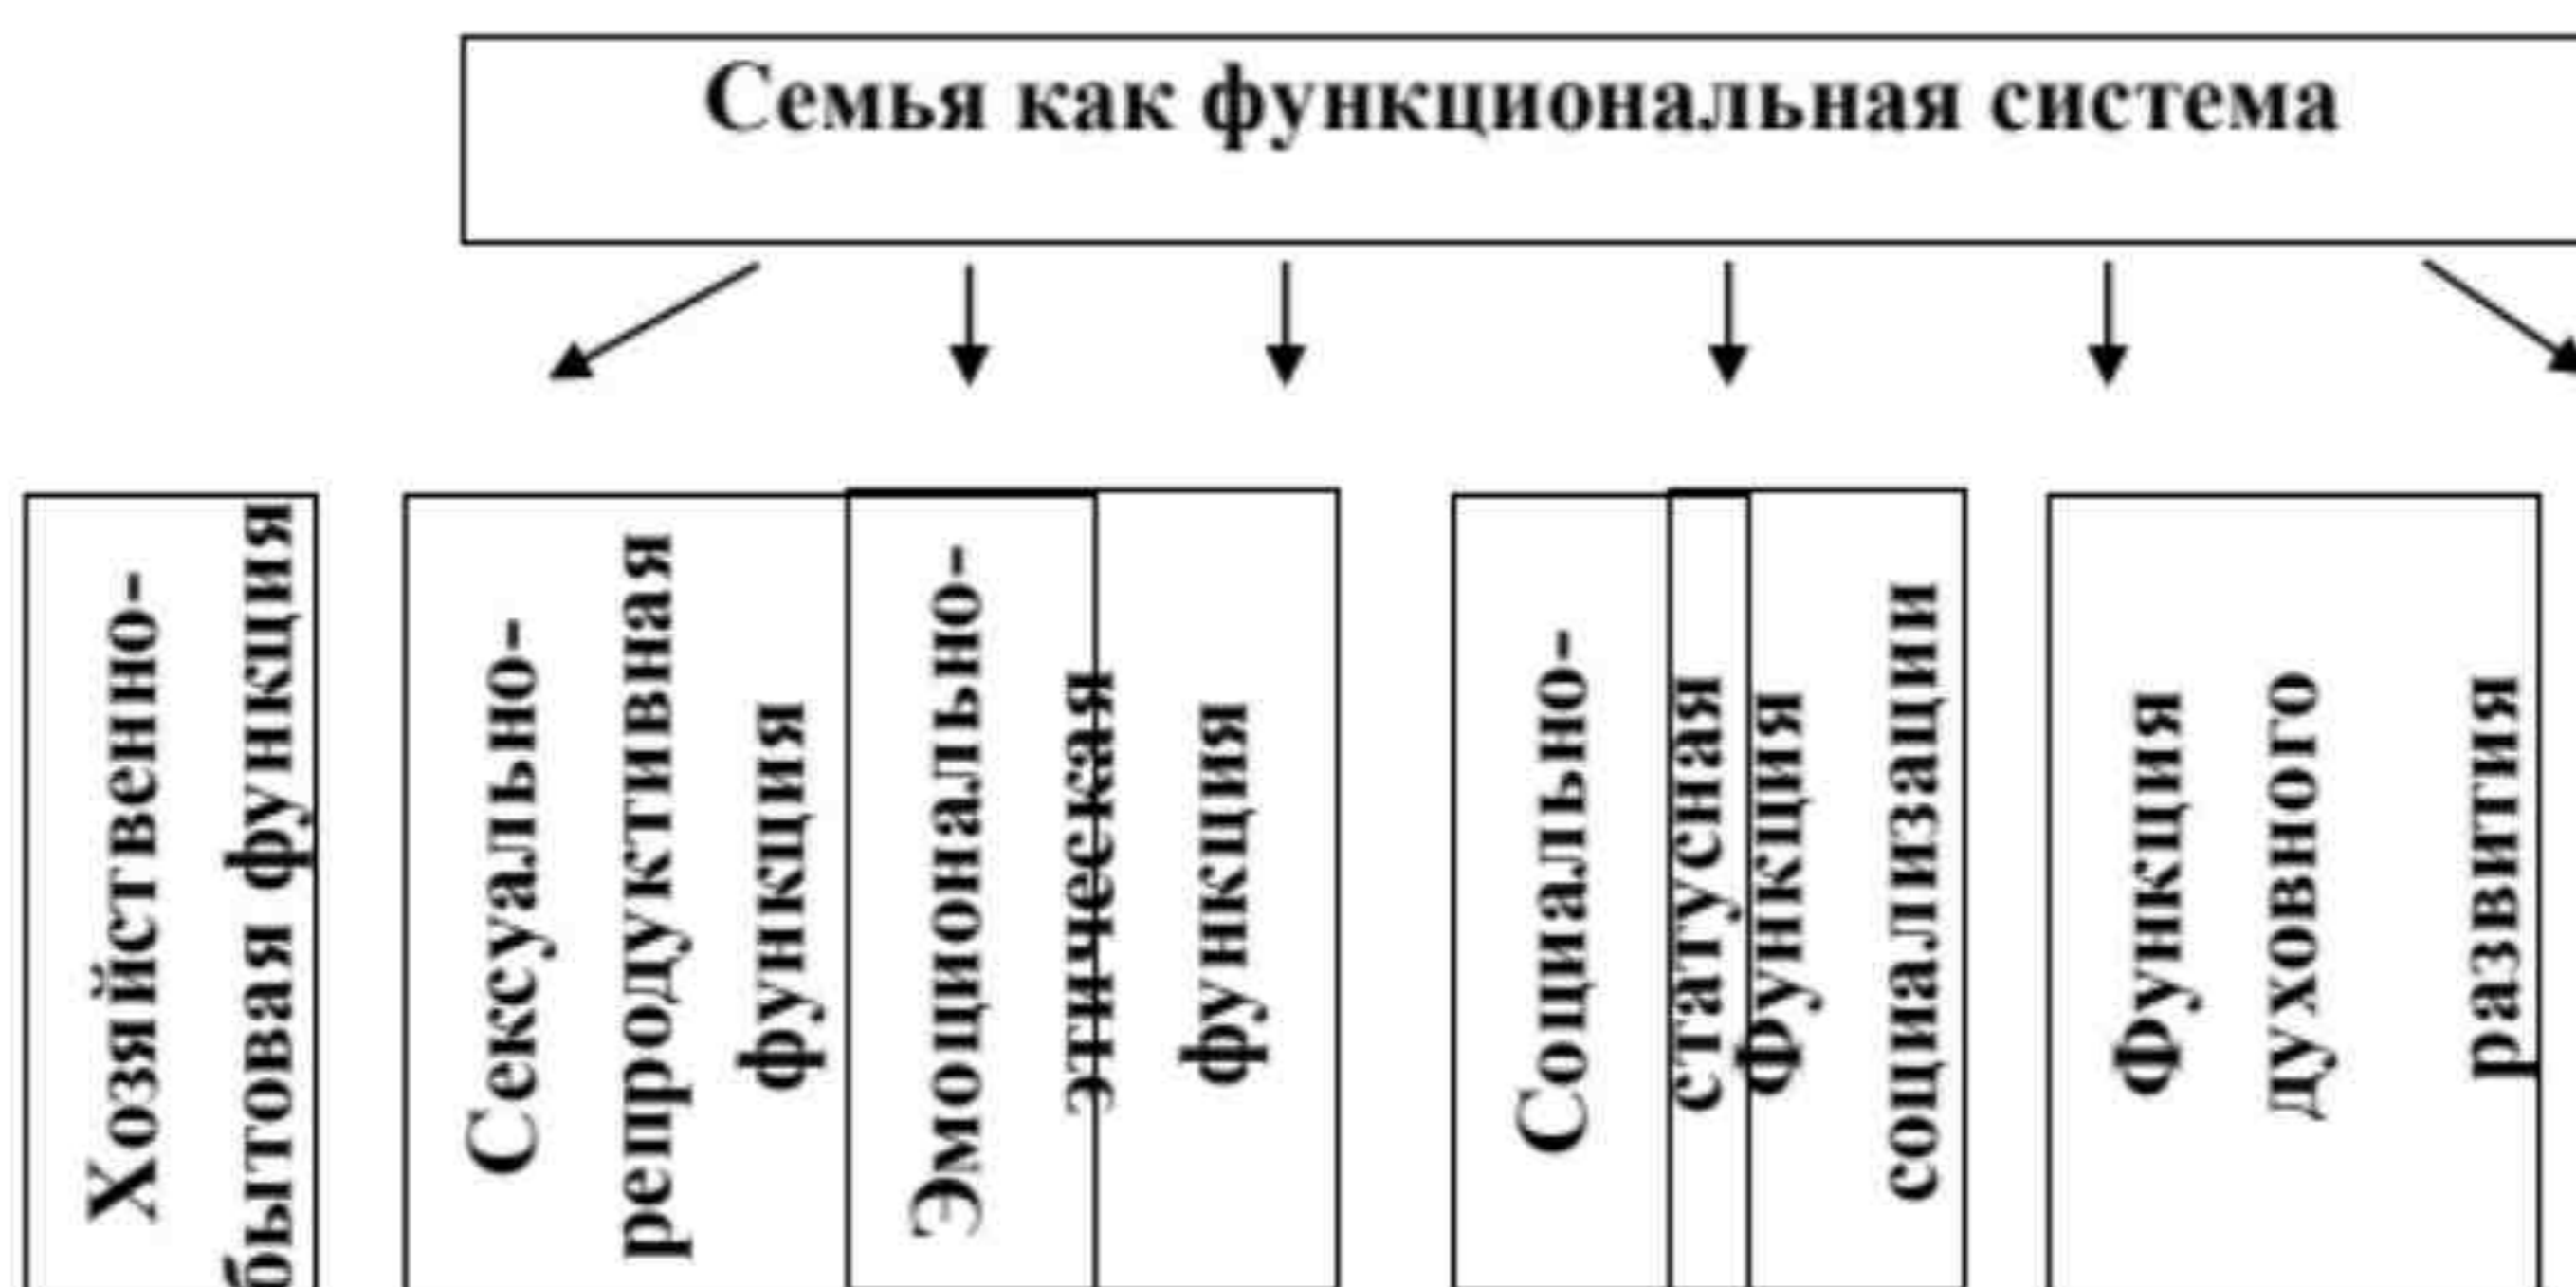 Семья как функциональная система
Хозяйственно-
бытовая функция
Сексуально-
репродуктивная
функция
Эмоционально-
этическая
функция
Социально-
статусная
Функция
социализации
Функция
духовного
развития